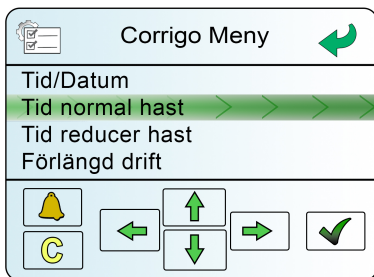 Corrigo Meny
Tid/Datum
Tid normal hast
Tid reducer hast
Förlängd drift
C